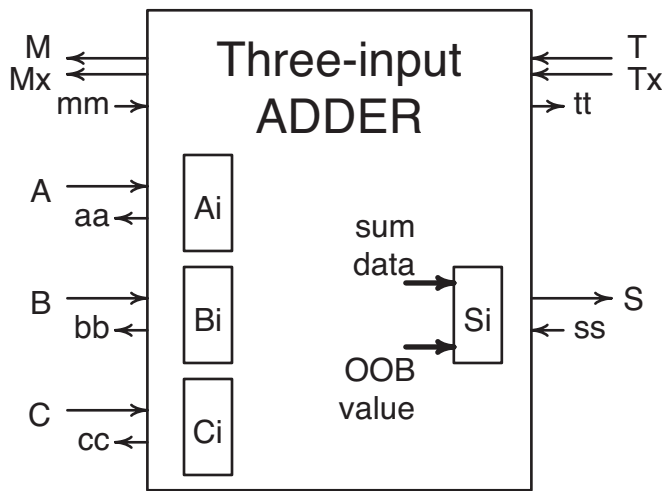 Three-input
ADDER
M
Mx
mm
A
aa
B
bb
C
cc
Ai
Bi
Ci
sum
data
OOB
value
Si
T
Tx
tt
S
ss